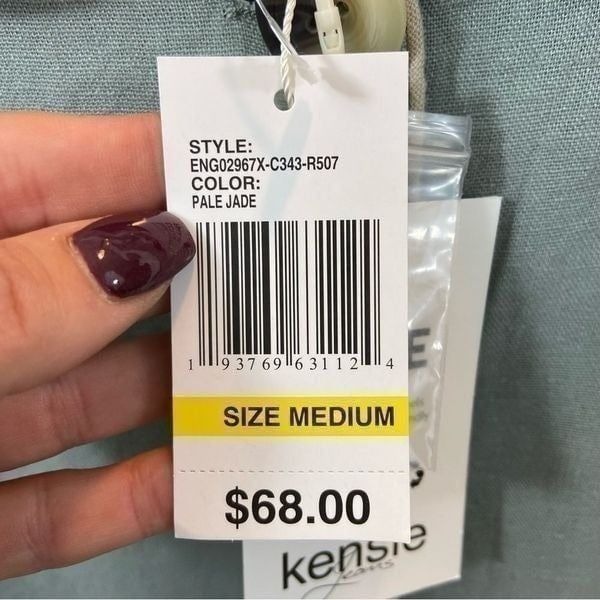 STYLE:
ENG02967X-C343-R507
COLOR:
PALE JADE
1 93769 63112 4
SIZE MEDIUM
$68.00
kensie
Jeans